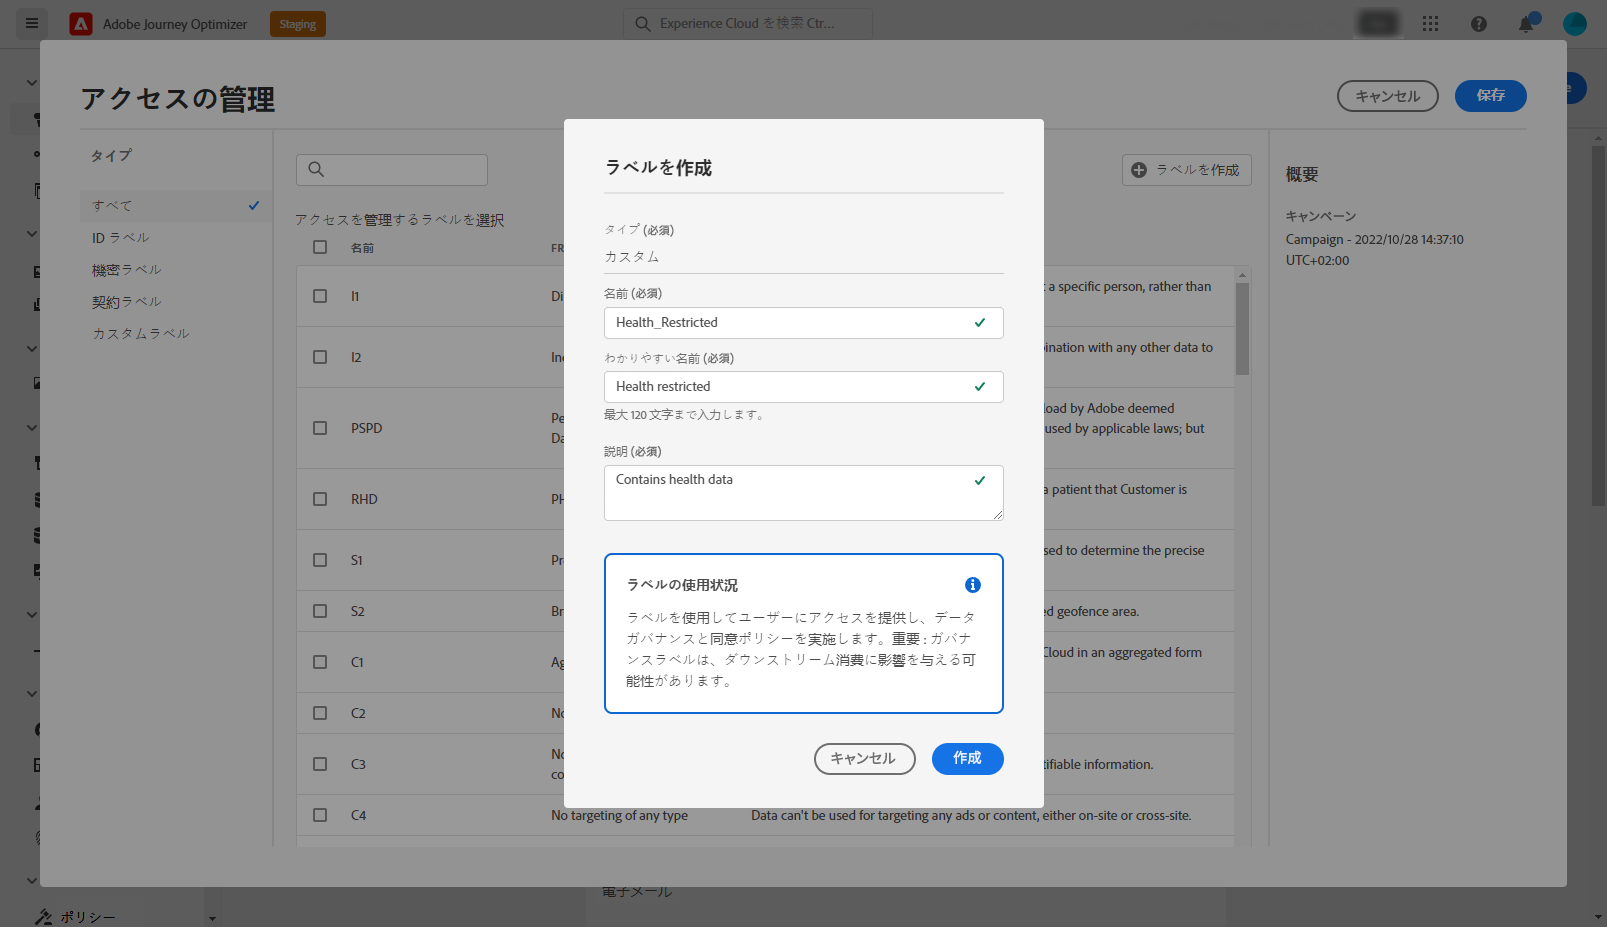 Adobe Journey Optimizer
Staging
Experience Cloud を検索 Ctr...
アクセスの管理
キャンセル
保存
e
タイプ
すべて
ID ラベル
機密ラベル
契約ラベル
カスタムラベル
ラベルを作成
アクセスを管理するラベルを選択
名前
FR
I1
Di
t a specific person, rather than
I2
Inc
bination with any other data to
PSPD
Pe
Da
load by Adobe deemed
used by applicable laws; but
RHD
PH
a patient that Customer is
S1
Pr
sed to determine the precise
S2
Br
ed geofence area.
C1
Ag
Cloud in an aggregated form
C2
No
C3
No
co
tifiable information.
C4
No targeting of any type
Data can't be used for targeting any ads or content, either on-site or cross-site.
概要
キャンペーン
Campaign - 2022/10/28 14:37:10
UTC+02:00
ラベルを作成
タイプ (必須)
カスタム
名前 (必須)
Health_Restricted
わかりやすい名前 (必須)
Health restricted
最大 120 文字まで入力します。
説明 (必須)
Contains health data
ラベルの使用状況
ラベルを使用してユーザーにアクセスを提供し、データ
ガバナンスと同意ポリシーを実施します。重要 : ガバナ
ンスラベルは、ダウンストリーム消費に影響を与える可
能性があります。
キャンセル
作成
電子メール
ポリシー